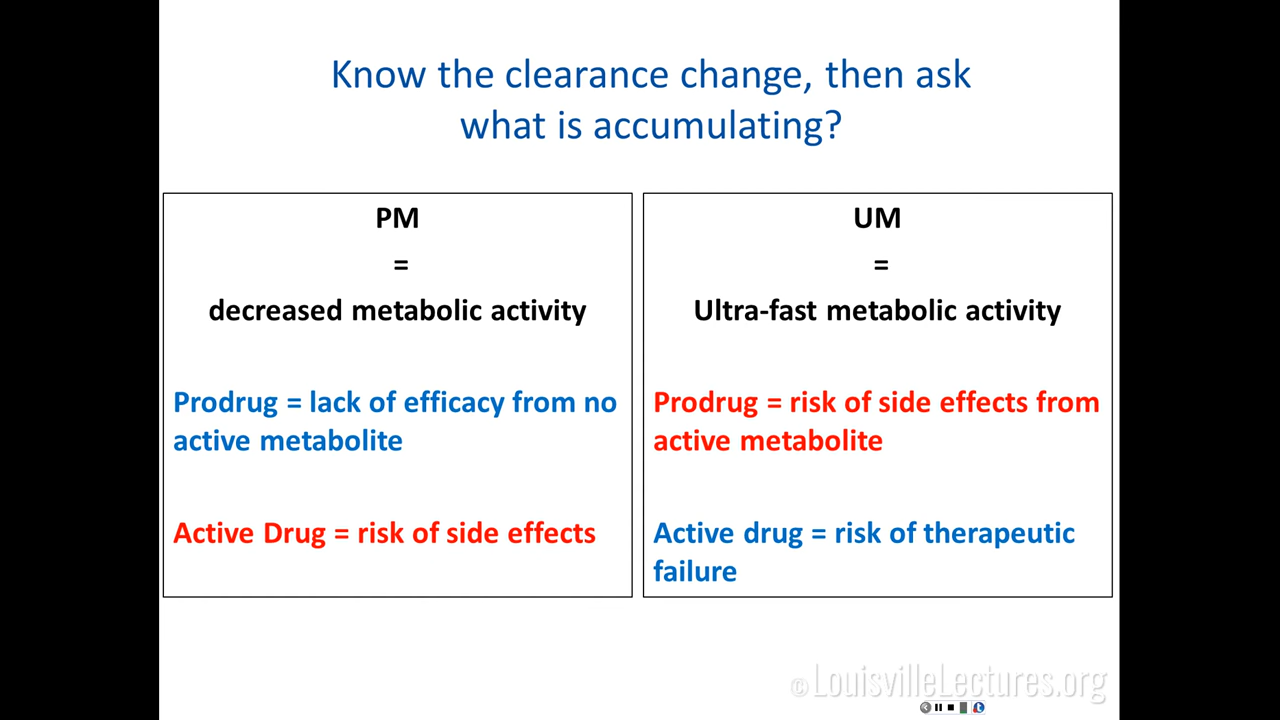 Know the clearance change, then ask
what is accumulating?
PM
=
decreased metabolic activity
Prodrug = lack of efficacy from no
active metabolite
Active Drug = risk of side effects
UM
=
Ultra-fast metabolic activity
Prodrug = risk of side effects from
active metabolite
Active drug = risk of therapeutic
failure
© LouisvilleLectures.org